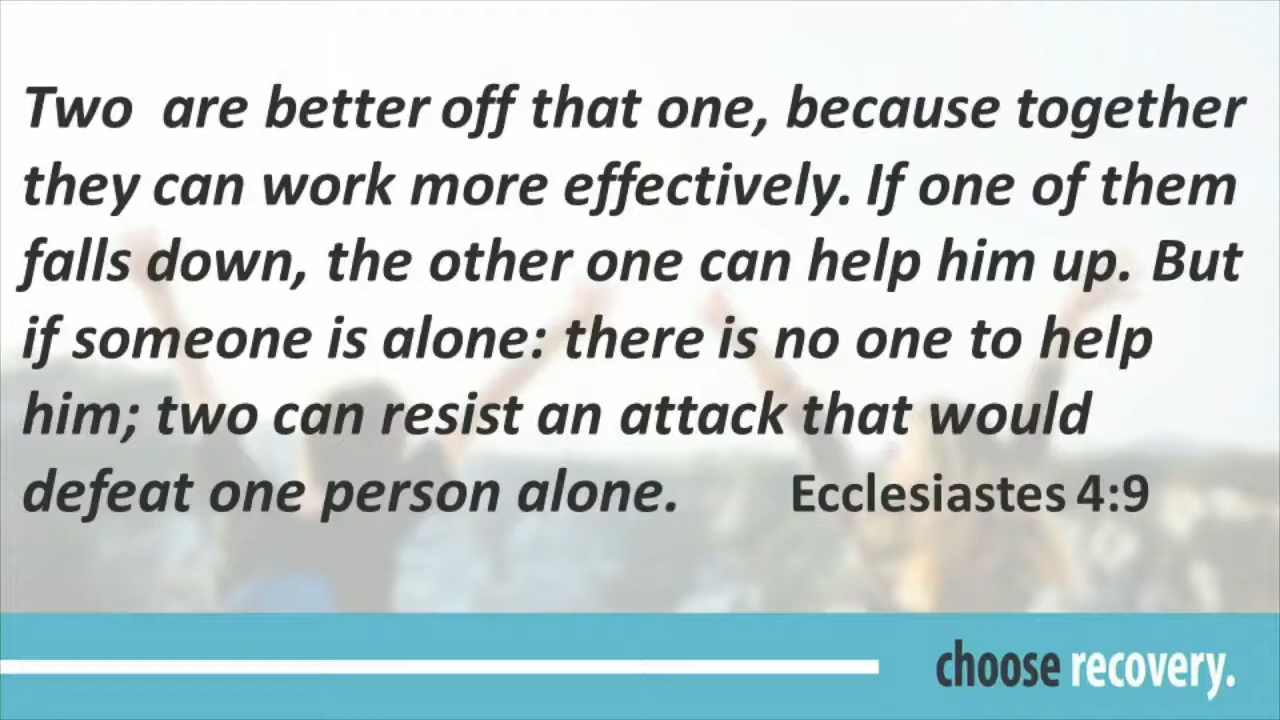 Two  are better off that one, because together
they can work more effectively. If one of them
falls down, the other one can help him up. But
if someone is alone: there is no one to help
him; two can resist an attack that would
defeat one person alone. Ecclesiastes 4:9
choose recovery.